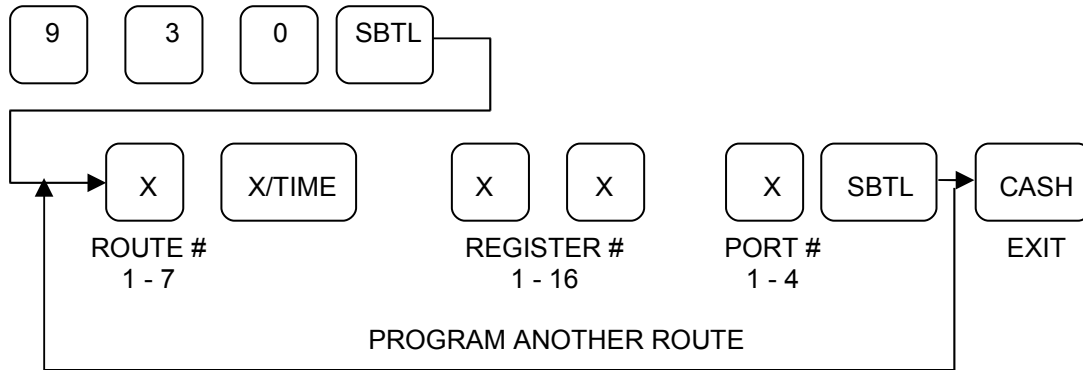 9 3 0 SBTL
X X/TIME X X X SBTL CASH
ROUTE # REGISTER # PORT # EXIT
1 - 7 1 - 16 1 - 4
PROGRAM ANOTHER ROUTE